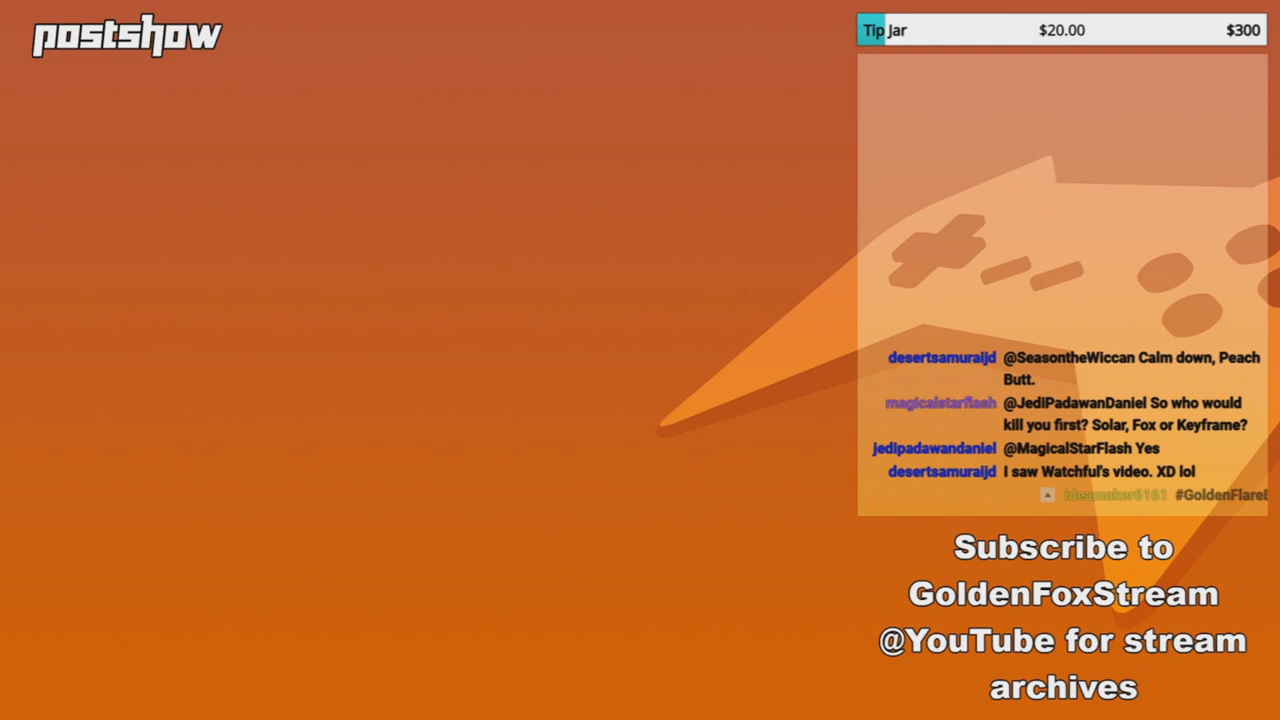 postshow
Tip Jar $20.00 $300
desertsamuraijd @SeasontheWiccan Calm down, Peach
Butt.
magicalstarflash @JediPadawanDaniel So who would
kill you first? Solar, Fox or Keyframe?
jedipadawandaniel @MagicalStarFlash Yes
desertsamuraijd I saw Watchful's video. XD lol
ideamaker6161 #GoldenFlare
Subscribe to
GoldenFoxStream
@YouTube for stream
archives